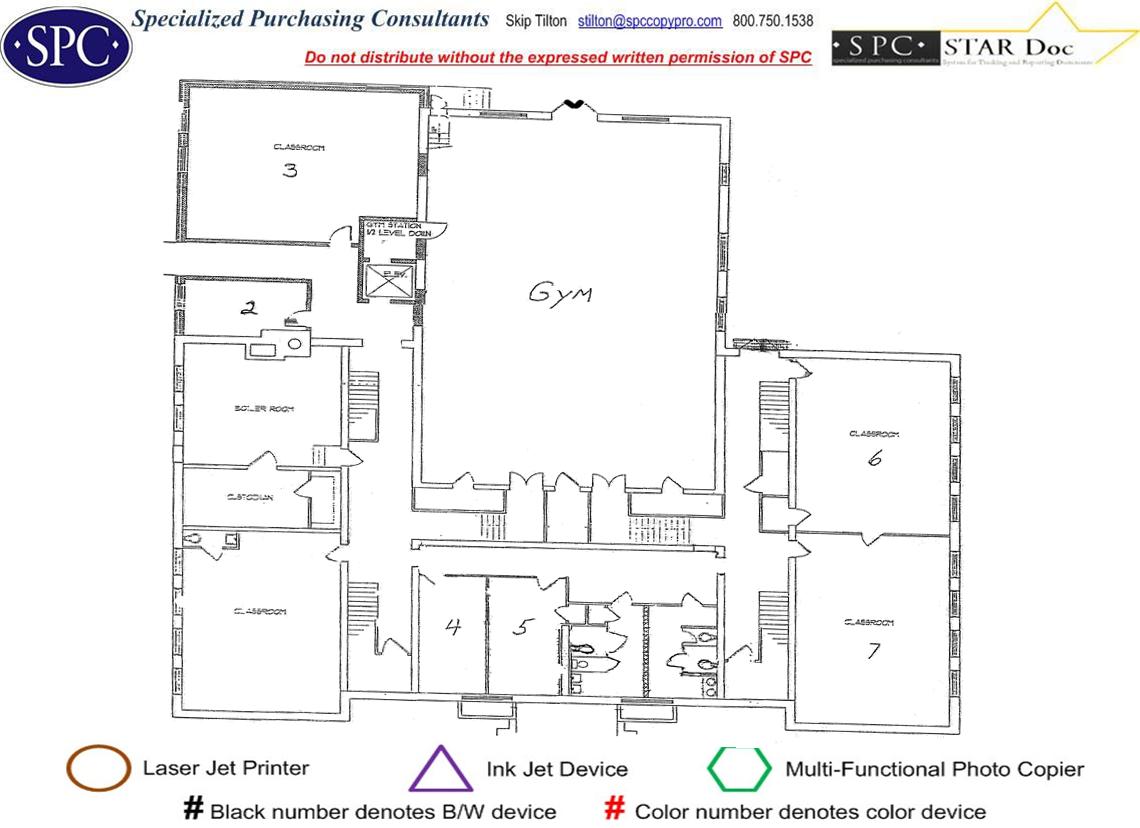 Specialized Purchasing Consultants Skip Tilton stilton@spccopypro.com 800.750.1538
·SPC·
Do not distribute without the expressed written permission of SPC
·SPC· STAR Doc
specialized purchasing consultants System for Tracking and Reporting Documents
CLASSROOM
3
GYM STATION
1/2 LEVEL DOWN
ELEV.
2
GYM
BOILER ROOM
CLASSROOM
6
CUSTODIAN
CLASSROOM
4
5
CLASSROOM
7
Laser Jet Printer
Ink Jet Device
Multi-Functional Photo Copier
# Black number denotes B/W device
# Color number denotes color device